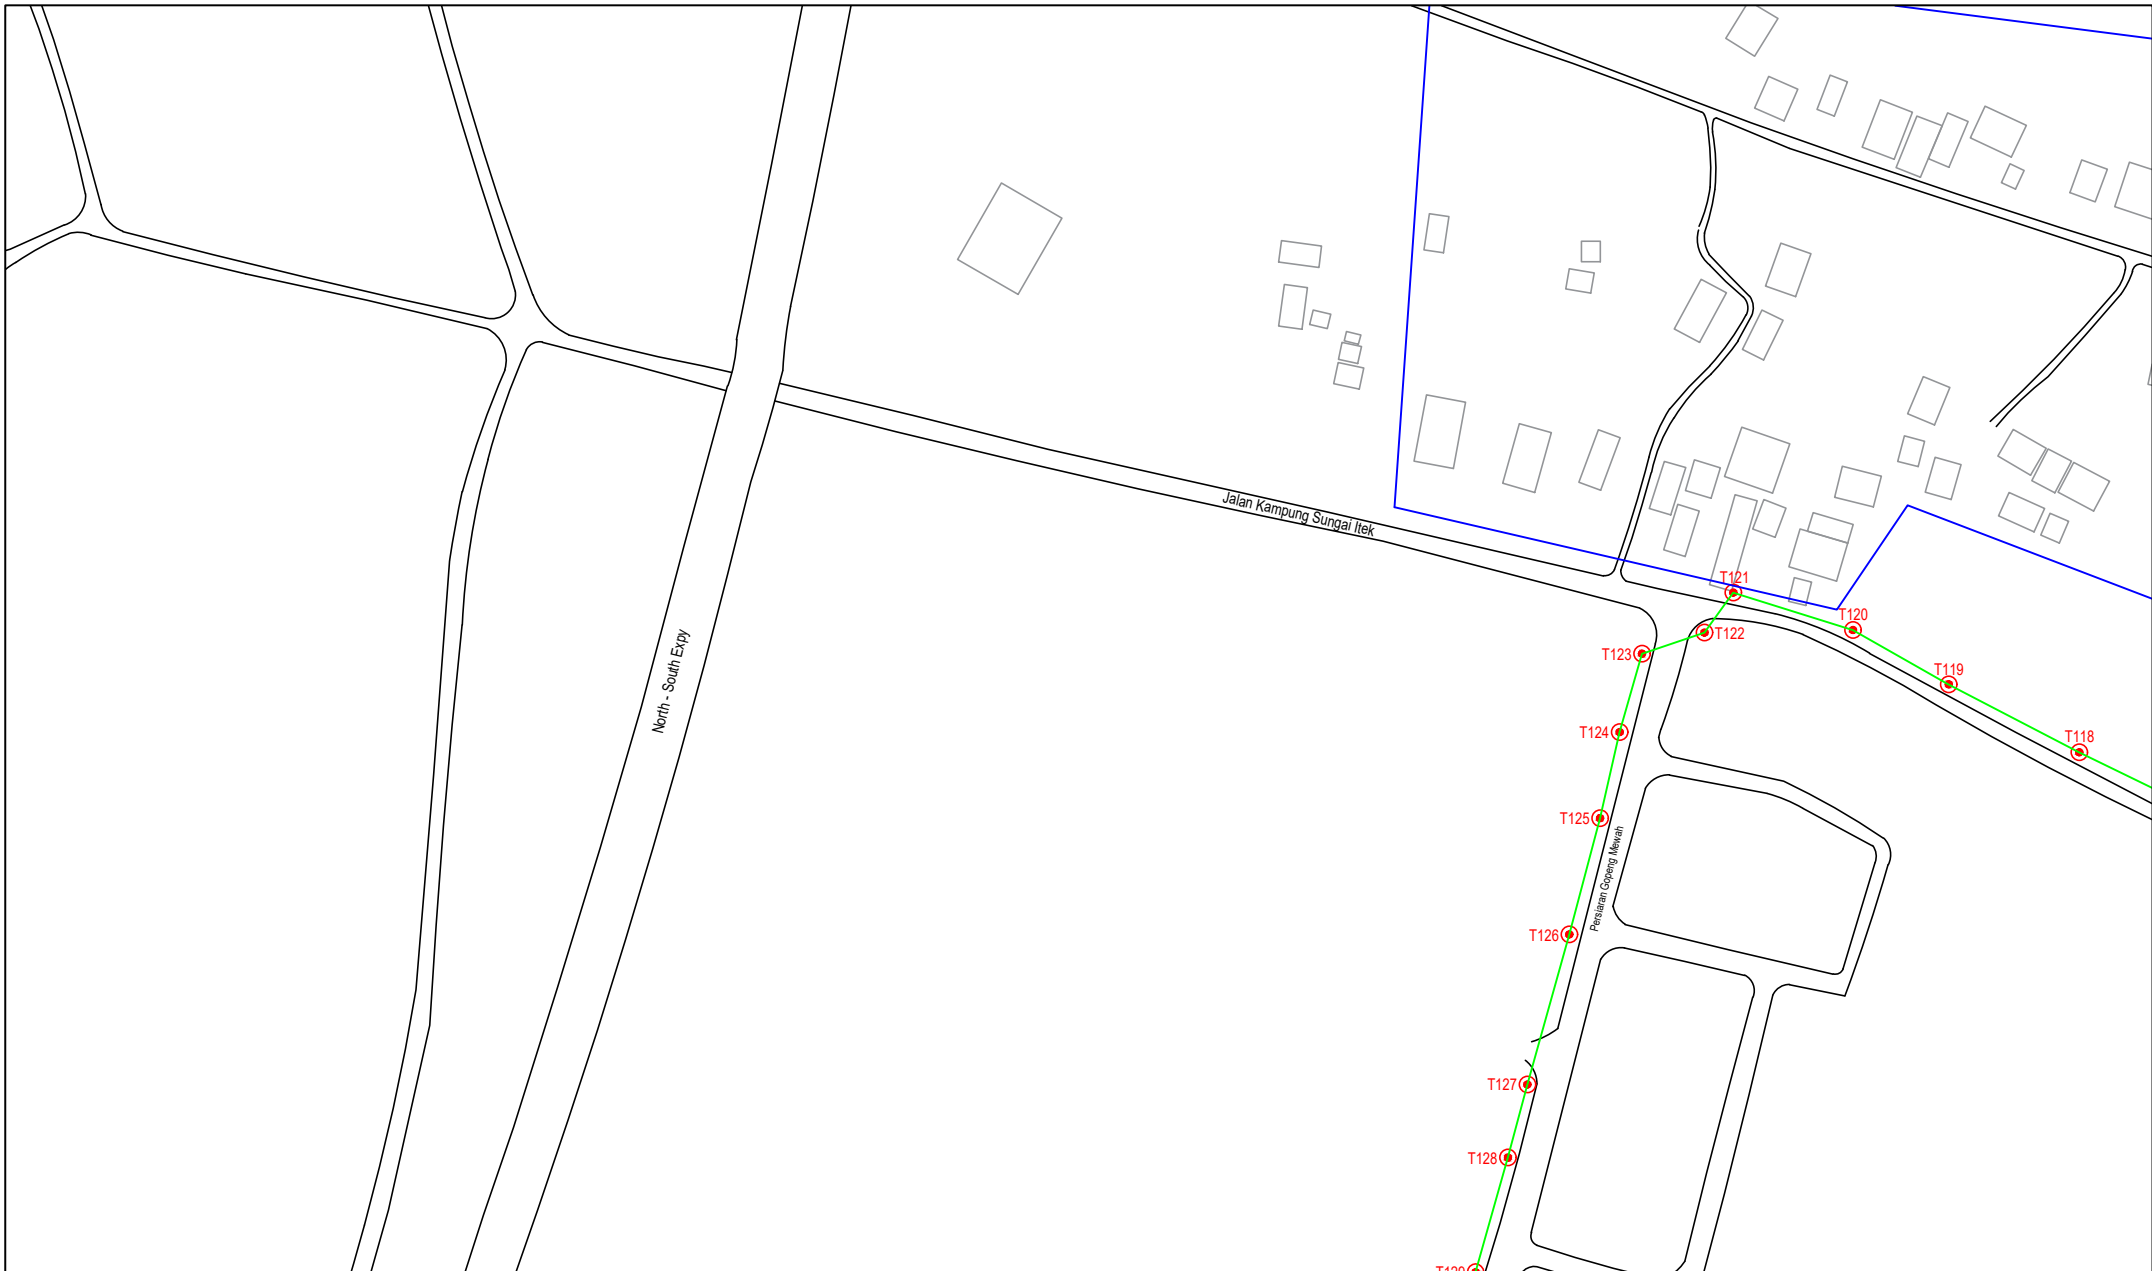 Jalan Kampung Sungai Itek
T121
T120
T122
T123
T119
North - South Expy
T124
T118
T125
Persiaran Gopeng Mewah
T126
T127
T128
T129